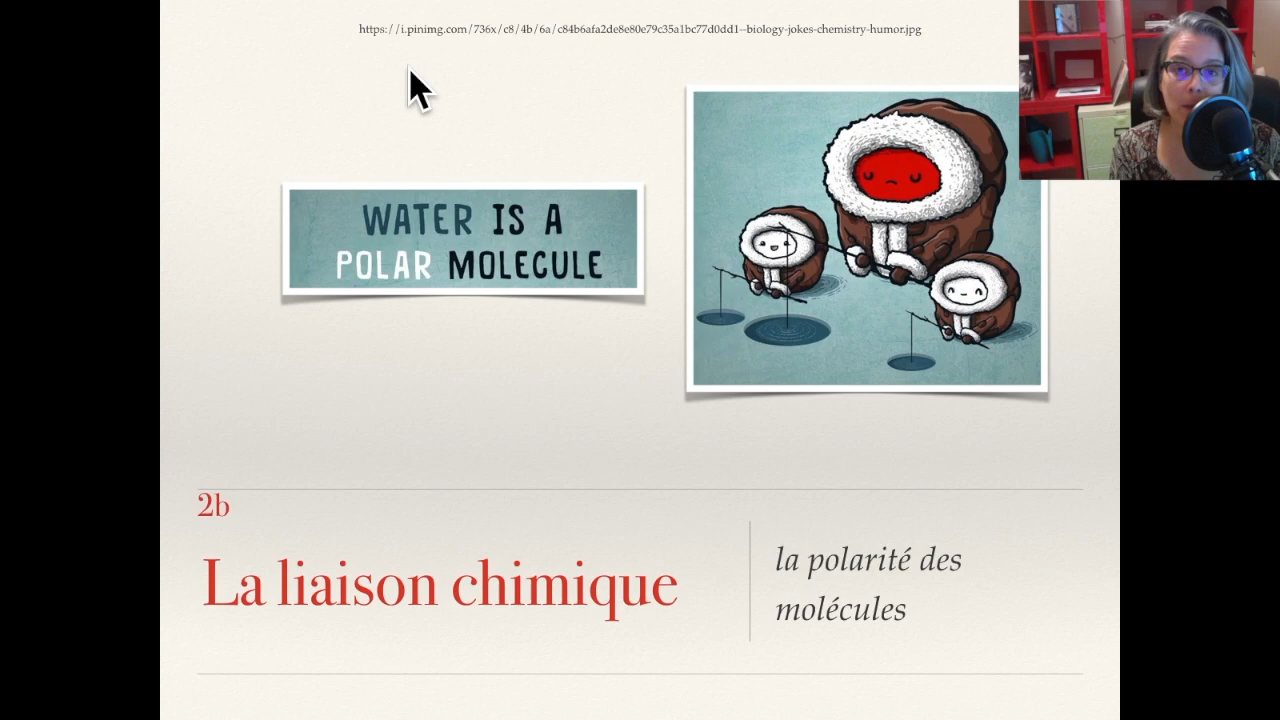 https://i.pinimg.com/736x/c8/4b/6a/c84b6afa2de8e80e79c35a1bc77d0dd1--biology-jokes-chemistry-humor.jpg
WATER IS A
POLAR MOLECULE
2b
La liaison chimique
la polarité des
molécules